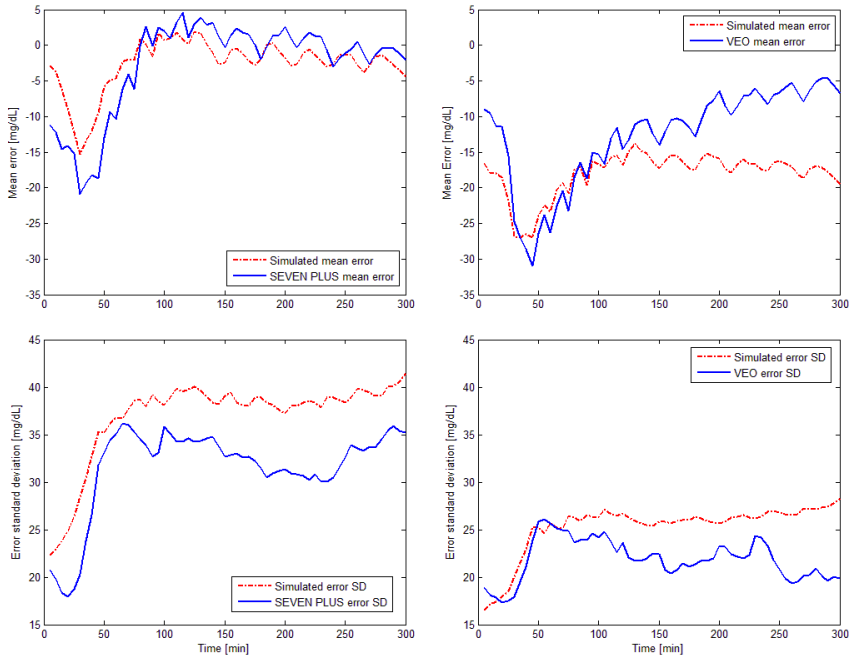 5
0
-5
-10
-15
-20
-25
-30
-35
0 50 100 150 200 250 300
Mean error [mg/dL]
Simulated mean error
SEVEN PLUS mean error
5
0
-5
-10
-15
-20
-25
-30
-35
0 50 100 150 200 250 300
Mean Error [mg/dL]
Simulated mean error
VEO mean error
45
40
35
30
25
20
15
0 50 100 150 200 250 300
Error standard deviation [mg/dL]
Time [min]
Simulated error SD
SEVEN PLUS error SD
45
40
35
30
25
20
15
0 50 100 150 200 250 300
Error standard deviation [mg/dL]
Time [min]
Simulated error SD
VEO error SD